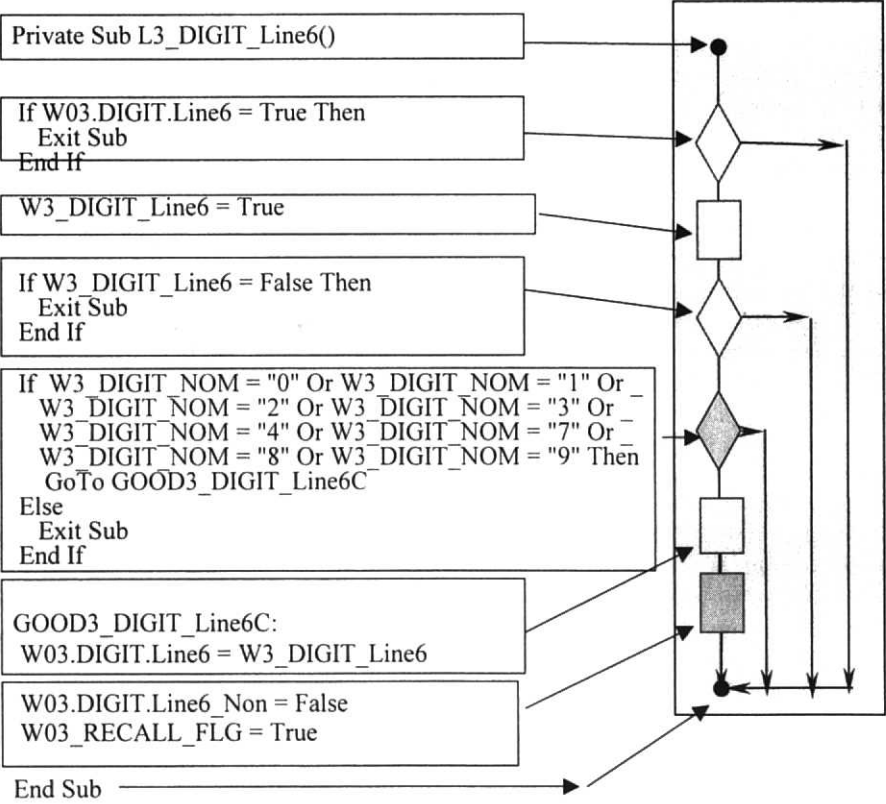 Private Sub L3_DIGIT_Line6()
If W03.DIGIT.Line6 = True Then
Exit Sub
End If
W3_DIGIT_Line6 = True
If W3_DIGIT_Line6 = False Then
Exit Sub
End If
If W3_DIGIT_NOM = "0" Or W3_DIGIT_NOM = "1" Or _
W3_DIGIT_NOM = "2" Or W3_DIGIT_NOM = "3" Or _
W3_DIGIT_NOM = "4" Or W3_DIGIT_NOM = "7" Or _
W3_DIGIT_NOM = "8" Or W3_DIGIT_NOM = "9" Then
GoTo GOOD3_DIGIT_Line6C
Else
Exit Sub
End If
GOOD3_DIGIT_Line6C:
W03.DIGIT.Line6 = W3_DIGIT_Line6
W03.DIGIT.Line6_Non = False
W03_RECALL_FLG = True
End Sub